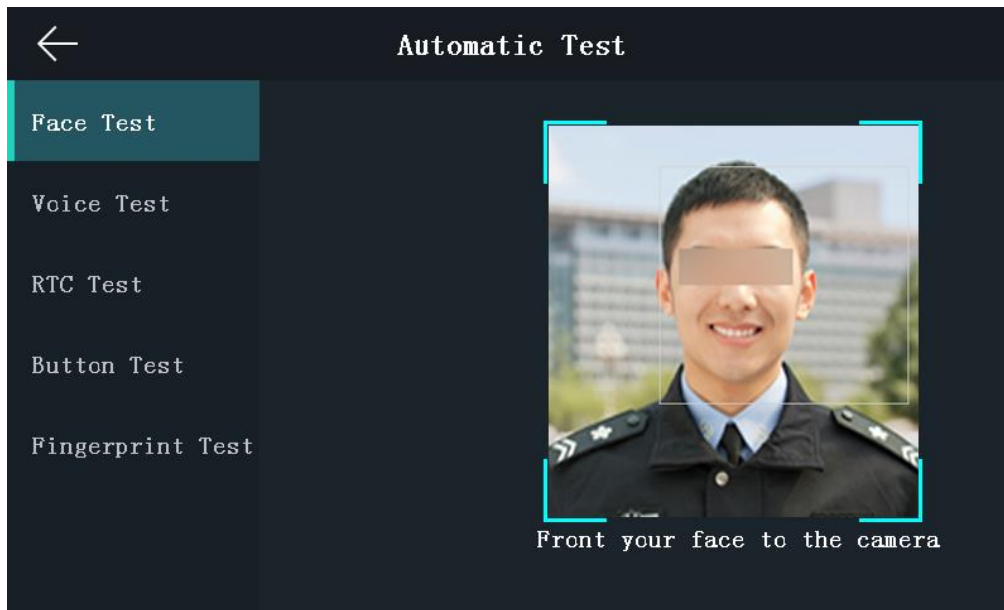 Automatic Test
Face Test
Voice Test
RTC Test
Button Test
Fingerprint Test
Front your face to the camera